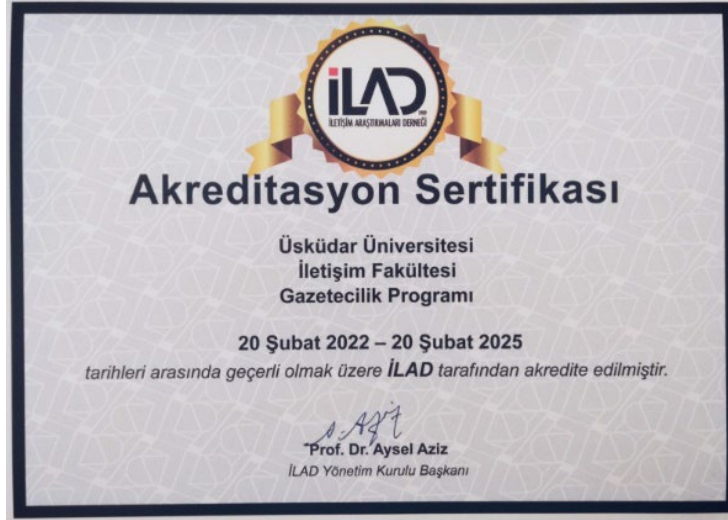 İLAD
İLETİŞİM ARAŞTIRMALARI DERNEĞİ
Akreditasyon Sertifikası
Üsküdar Üniversitesi
İletişim Fakültesi
Gazetecilik Programı
20 Şubat 2022 – 20 Şubat 2025
tarihleri arasında geçerli olmak üzere İLAD tarafından akredite edilmiştir.
Prof. Dr. Aysel Aziz
İLAD Yönetim Kurulu Başkanı